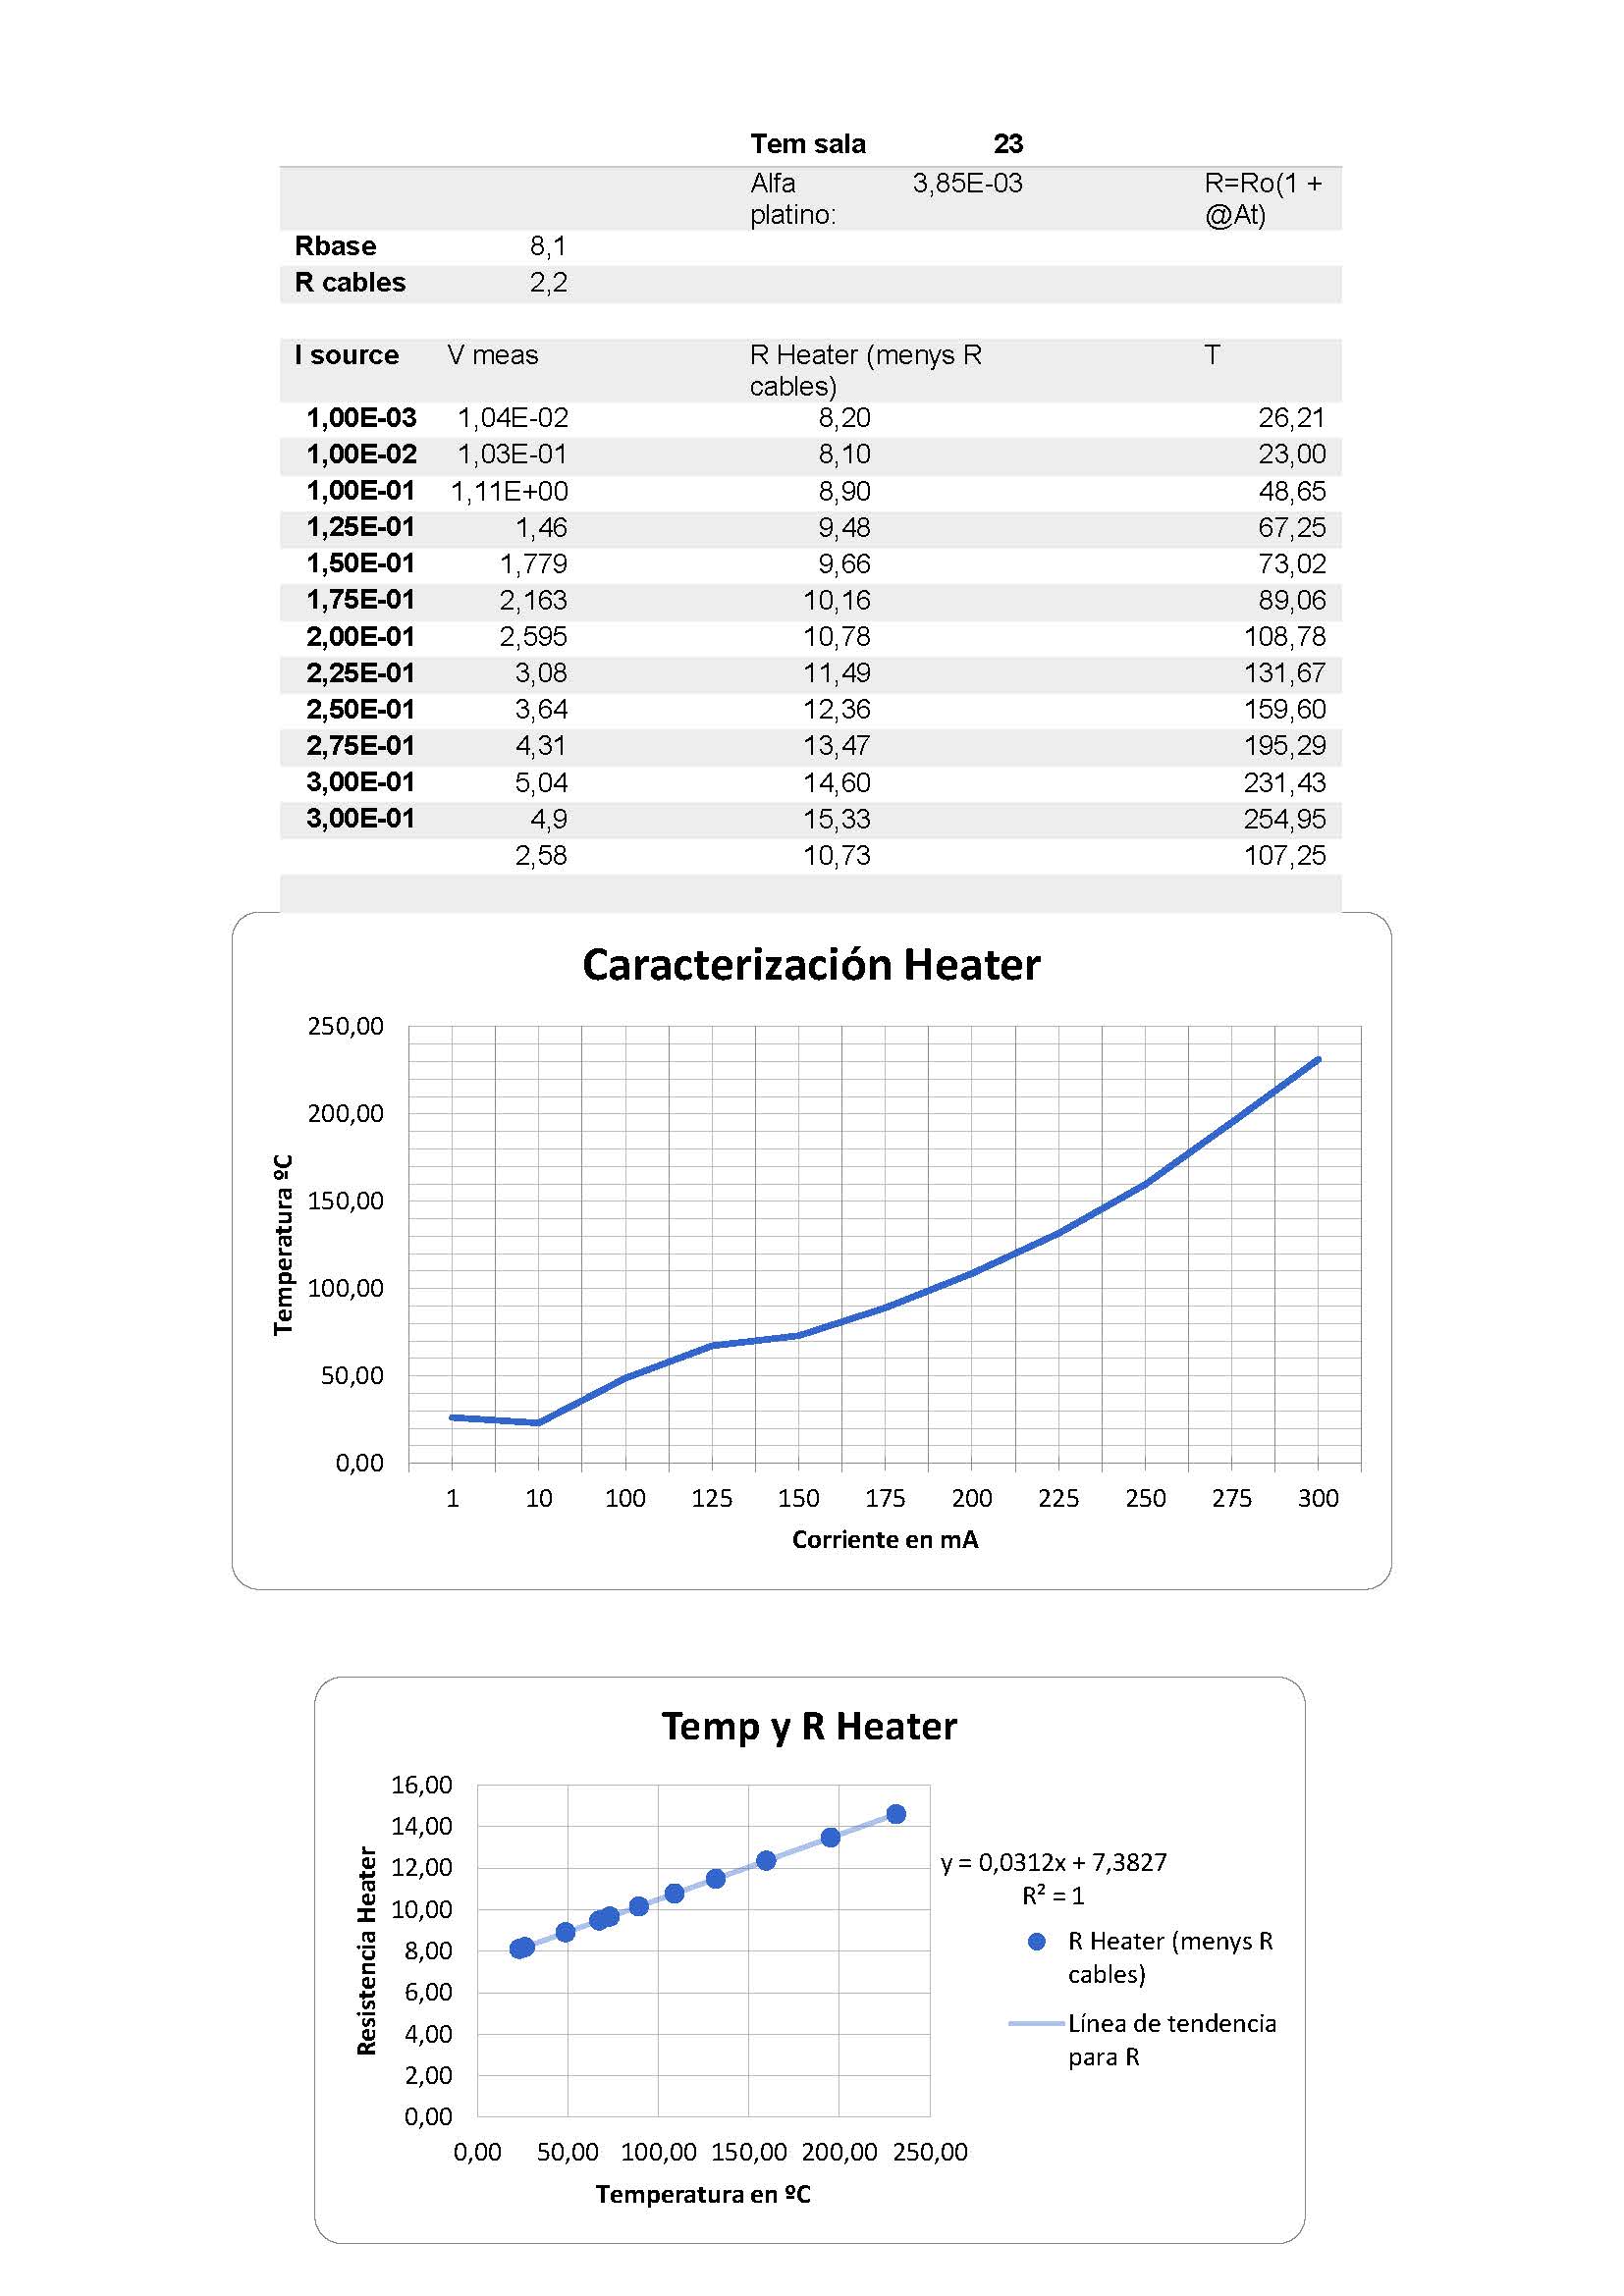 Tem sala 23
Alfa platino: 3,85E-03 R=Ro(1 + @At)
Rbase 8,1
R cables 2,2
I source V meas R Heater (menys R cables) T
1,00E-03 1,04E-02 8,20 26,21
1,00E-02 1,03E-01 8,10 23,00
1,00E-01 1,11E+00 8,90 48,65
1,25E-01 1,46 9,48 67,25
1,50E-01 1,779 9,66 73,02
1,75E-01 2,163 10,16 89,06
2,00E-01 2,595 10,78 108,78
2,25E-01 3,08 11,49 131,67
2,50E-01 3,64 12,36 159,60
2,75E-01 4,31 13,47 195,29
3,00E-01 5,04 14,60 231,43
3,00E-01 4,9 15,33 254,95
2,58 10,73 107,25
Caracterización Heater
250,00
200,00
150,00
100,00
50,00
0,00
Temperatura ºC
1 10 100 125 150 175 200 225 250 275 300
Corriente en mA
Temp y R Heater
16,00
14,00
12,00
10,00
8,00
6,00
4,00
2,00
0,00
Resistencia Heater
0,00 50,00 100,00 150,00 200,00 250,00
Temperatura en ºC
y = 0,0312x + 7,3827
R² = 1
R Heater (menys R
cables)
Línea de tendencia
para R